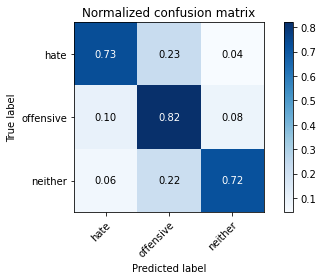 Normalized confusion matrix
True label
hate 0.73 0.23 0.04
offensive 0.10 0.82 0.08
neither 0.06 0.22 0.72
hate offensive neither
Predicted label
0.8
0.7
0.6
0.5
0.4
0.3
0.2
0.1